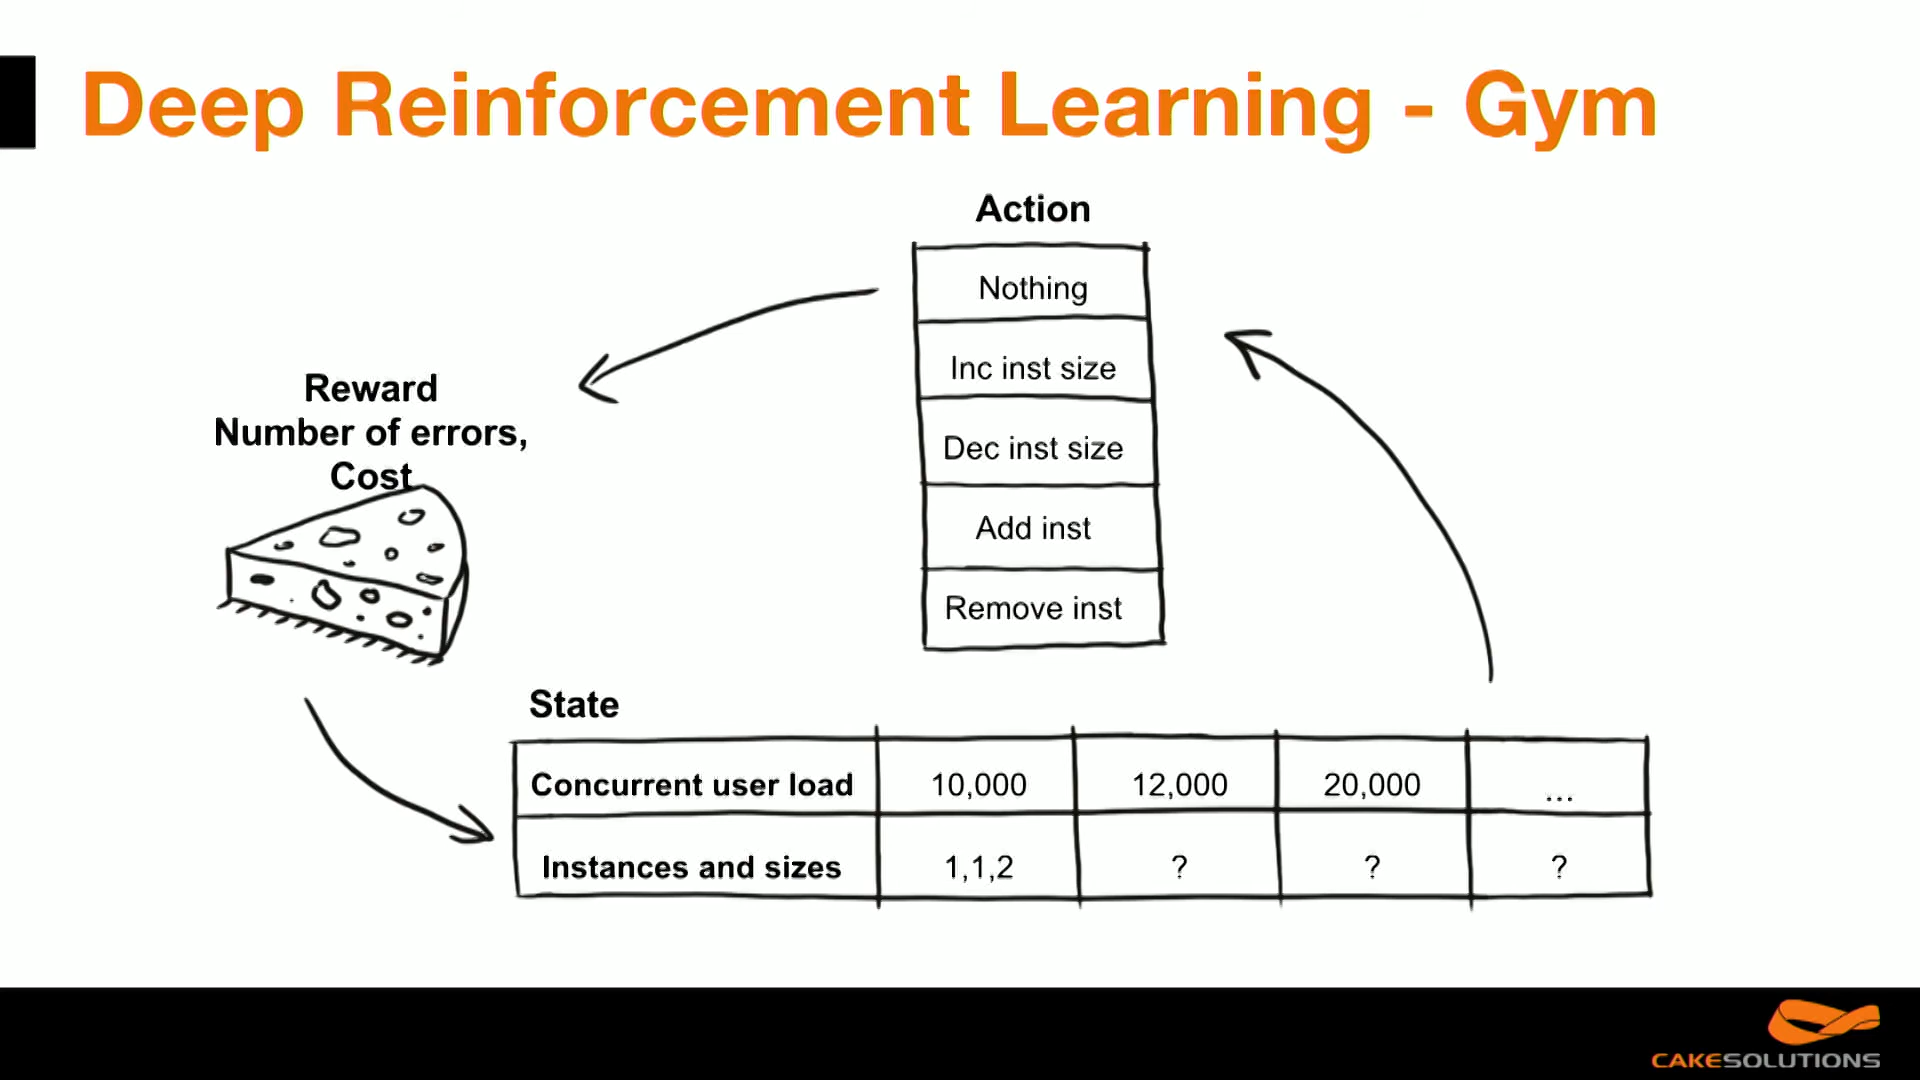 Deep Reinforcement Learning - Gym
Action
Nothing
Inc inst size
Dec inst size
Add inst
Remove inst
Reward
Number of errors,
Cost
State
Concurrent user load 10,000 12,000 20,000 ...
Instances and sizes 1,1,2 ? ? ?
CAKESOLUTIONS